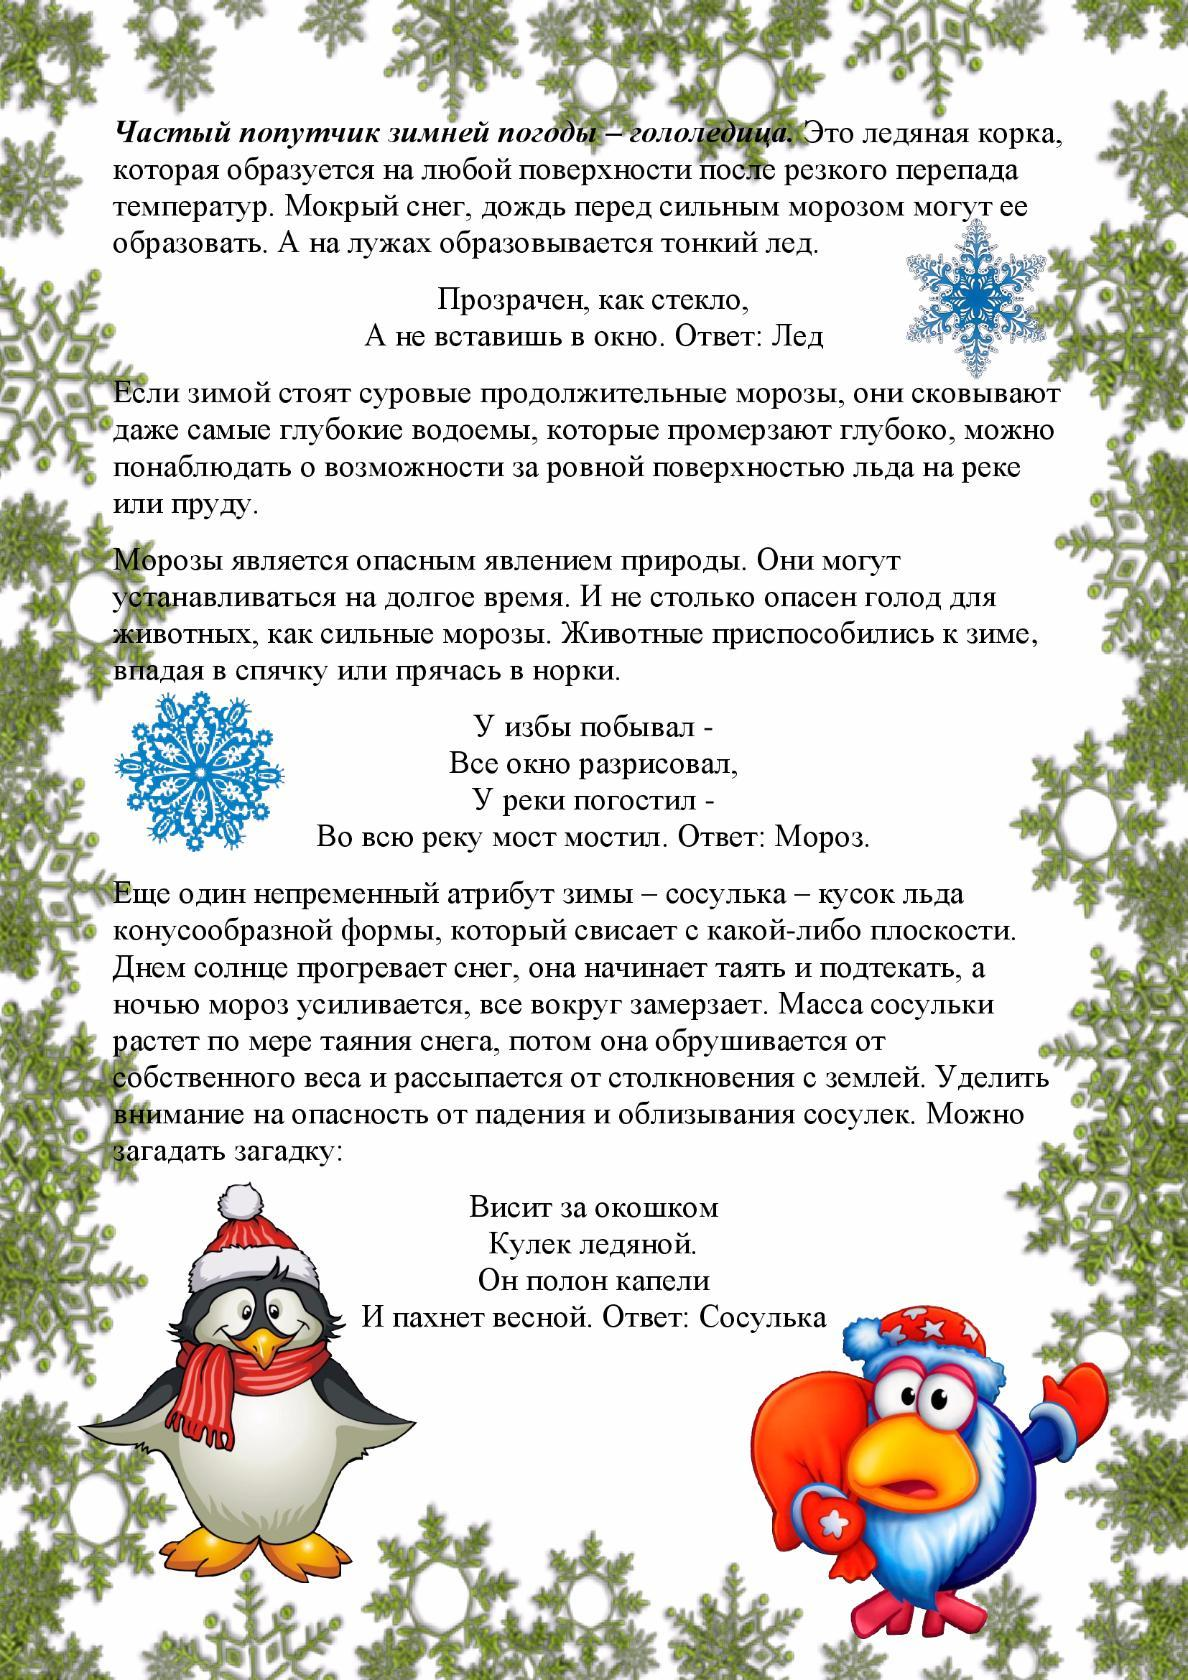 Частый попутчик зимней погоды – гололедица. Это ледяная корка,
которая образуется на любой поверхности после резкого перепада
температур. Мокрый снег, дождь перед сильным морозом могут ее
образовать. А на лужах образовывается тонкий лед.
Прозрачен, как стекло,
А не вставишь в окно. Ответ: Лед
Если зимой стоят суровые продолжительные морозы, они сковывают
даже самые глубокие водоемы, которые промерзают глубоко, можно
понаблюдать о возможности за ровной поверхностью льда на реке
или пруду.
Морозы является опасным явлением природы. Они могут
устанавливаться на долгое время. И не столько опасен голод для
животных, как сильные морозы. Животные приспособились к зиме,
впадая в спячку или прячась в норки.
У избы побывал -
Все окно разрисовал,
У реки погостил -
Во всю реку мост мостил. Ответ: Мороз.
Еще один непременный атрибут зимы – сосулька – кусок льда
конусообразной формы, который свисает с какой-либо плоскости.
Днем солнце прогревает снег, она начинает таять и подтекать, а
ночью мороз усиливается, все вокруг замерзает. Масса сосульки
растет по мере таяния снега, потом она обрушивается от
собственного веса и рассыпается от столкновения с землей. Уделить
внимание на опасность от падения и облизывания сосулек. Можно
загадать загадку:
Висит за окошком
Кулек ледяной.
Он полон капели
И пахнет весной. Ответ: Сосулька